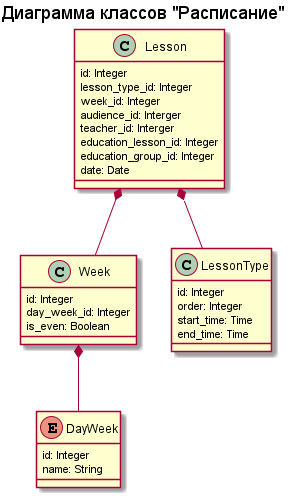 Диаграмма классов "Расписание"
C Lesson
id: Integer
lesson_type_id: Integer
week_id: Integer
audience_id: Interger
teacher_id: Interger
education_lesson_id: Integer
education_group_id: Integer
date: Date
C Week
id: Integer
day_week_id: Integer
is_even: Boolean
C LessonType
id: Integer
order: Integer
start_time: Time
end_time: Time
E DayWeek
id: Integer
name: String